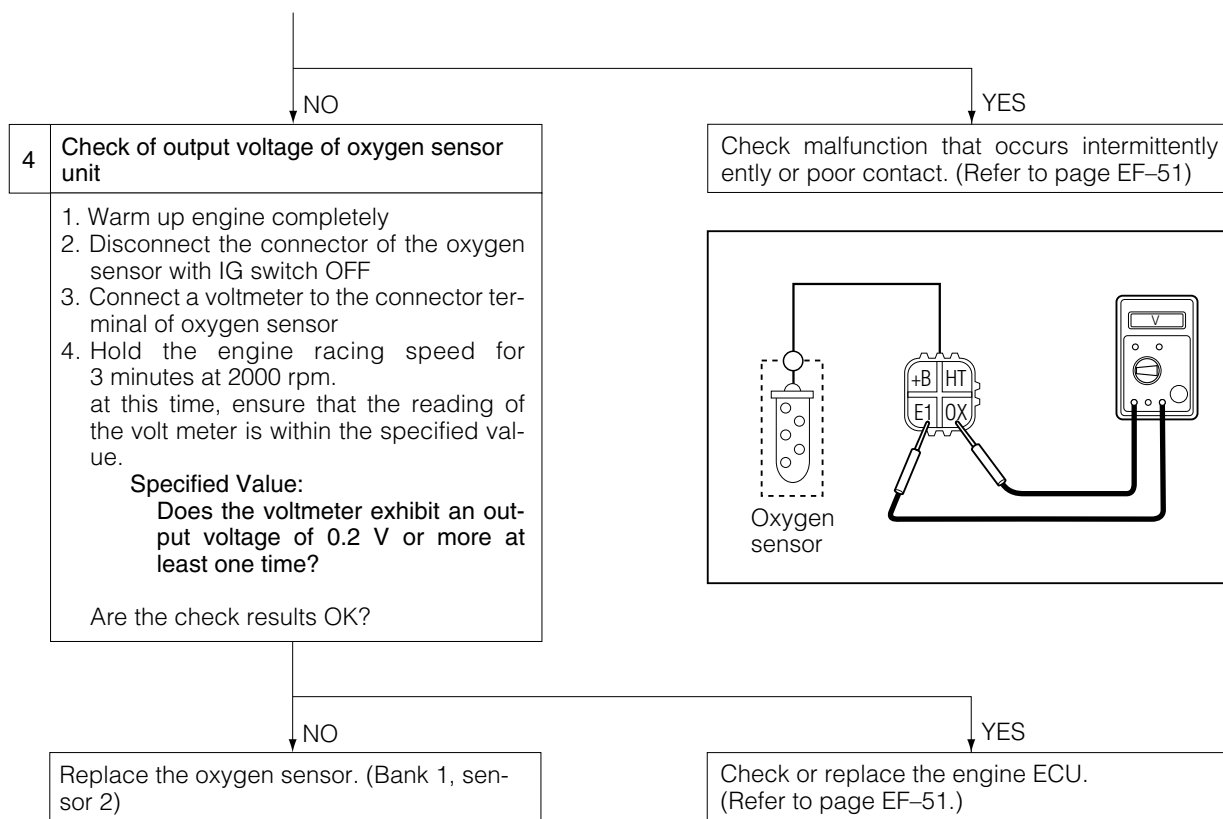 NO
YES
4
Check of output voltage of oxygen sensor
unit
1. Warm up engine completely
2. Disconnect the connector of the oxygen
sensor with IG switch OFF
3. Connect a voltmeter to the connector ter-
minal of oxygen sensor
4. Hold the engine racing speed for
3 minutes at 2000 rpm.
at this time, ensure that the reading of
the volt meter is within the specified val-
ue.
Specified Value:
Does the voltmeter exhibit an out-
put voltage of 0.2 V or more at
least one time?
Are the check results OK?
Check malfunction that occurs intermittently
ently or poor contact. (Refer to page EF–51)
V
+B HT
E1 OX
Oxygen
sensor
NO
YES
Replace the oxygen sensor. (Bank 1, sen-
sor 2)
Check or replace the engine ECU.
(Refer to page EF–51.)